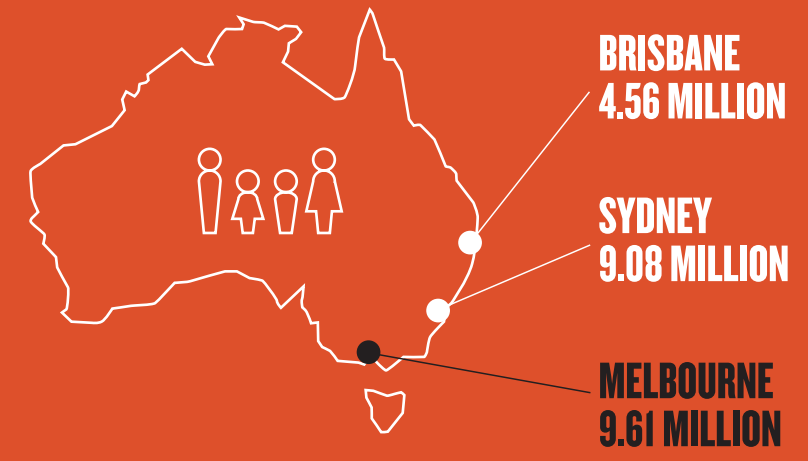 BRISBANE
4.56 MILLION
SYDNEY
9.08 MILLION
MELBOURNE
9.61 MILLION